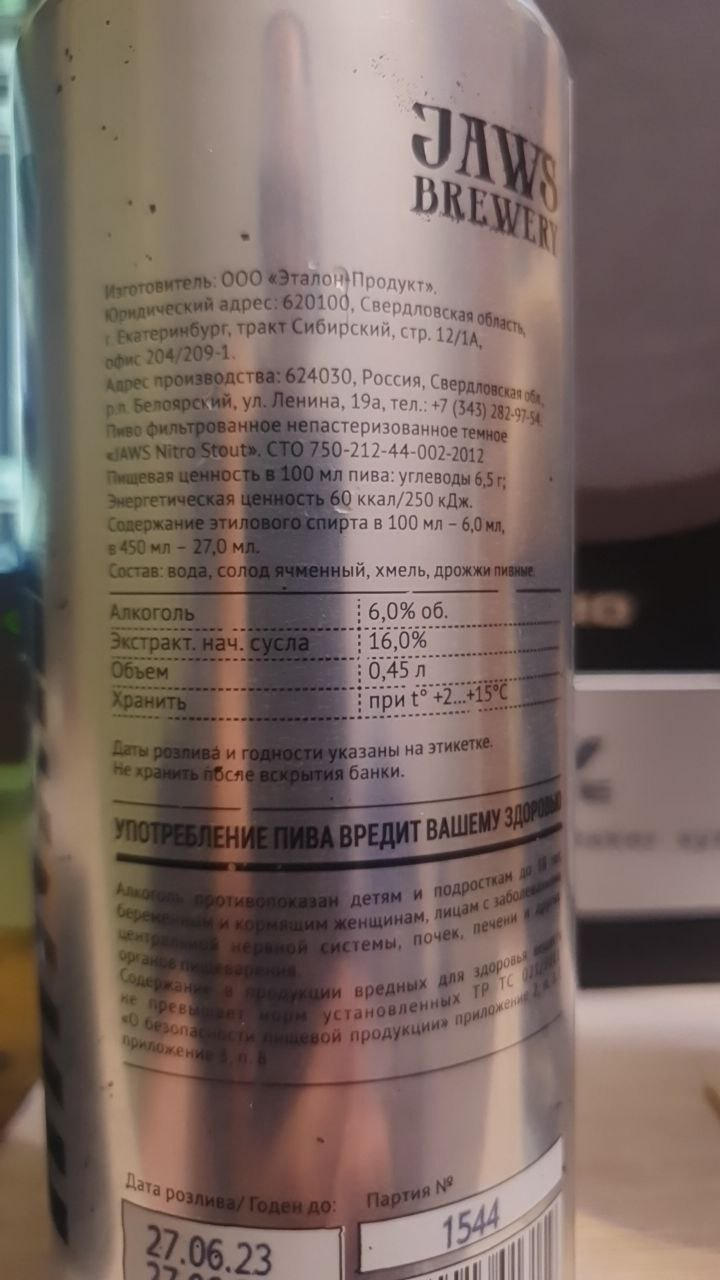 JAWS
BREWERY
Изготовитель: ООО «Эталон-Продукт».
Юридический адрес: 620100, Свердловская область,
г. Екатеринбург, тракт Сибирский, стр. 12/1А,
офис 204/209-1.
Адрес производства: 624030, Россия, Свердловская обл.,
р.п. Белоярский, ул. Ленина, 19а, тел.: +7 (343) 282-97-54.
Пиво фильтрованное непастеризованное темное
«JAWS Nitro Stout». СТО 750-212-44-002-2012
Пищевая ценность в 100 мл пива: углеводы 6,5 г;
Энергетическая ценность 60 ккал/250 кДж.
Содержание этилового спирта в 100 мл – 6,0 мл,
в 450 мл – 27,0 мл.
Состав: вода, солод ячменный, хмель, дрожжи пивные.
Алкоголь 6,0% об.
Экстракт. нач. сусла 16,0%
Объем 0,45 л
Хранить при t° +2...+15°С
Даты розлива и годности указаны на этикетке.
Не хранить после вскрытия банки.
УПОТРЕБЛЕНИЕ ПИВА ВРЕДИТ ВАШЕМУ ЗДОРОВЬЮ
Алкоголь противопоказан детям и подросткам до 18 лет,
беременным и кормящим женщинам, лицам с заболеваниями
центральной нервной системы, почек, печени и других
органов пищеварения.
Содержание в продукции вредных для здоровья веществ
не превышает норм установленных ТР ТС
«О безопасности пищевой продукции» приложение
приложение 3, п. 8
Дата розлива/ Годен до: Партия №
27.06.23 1544